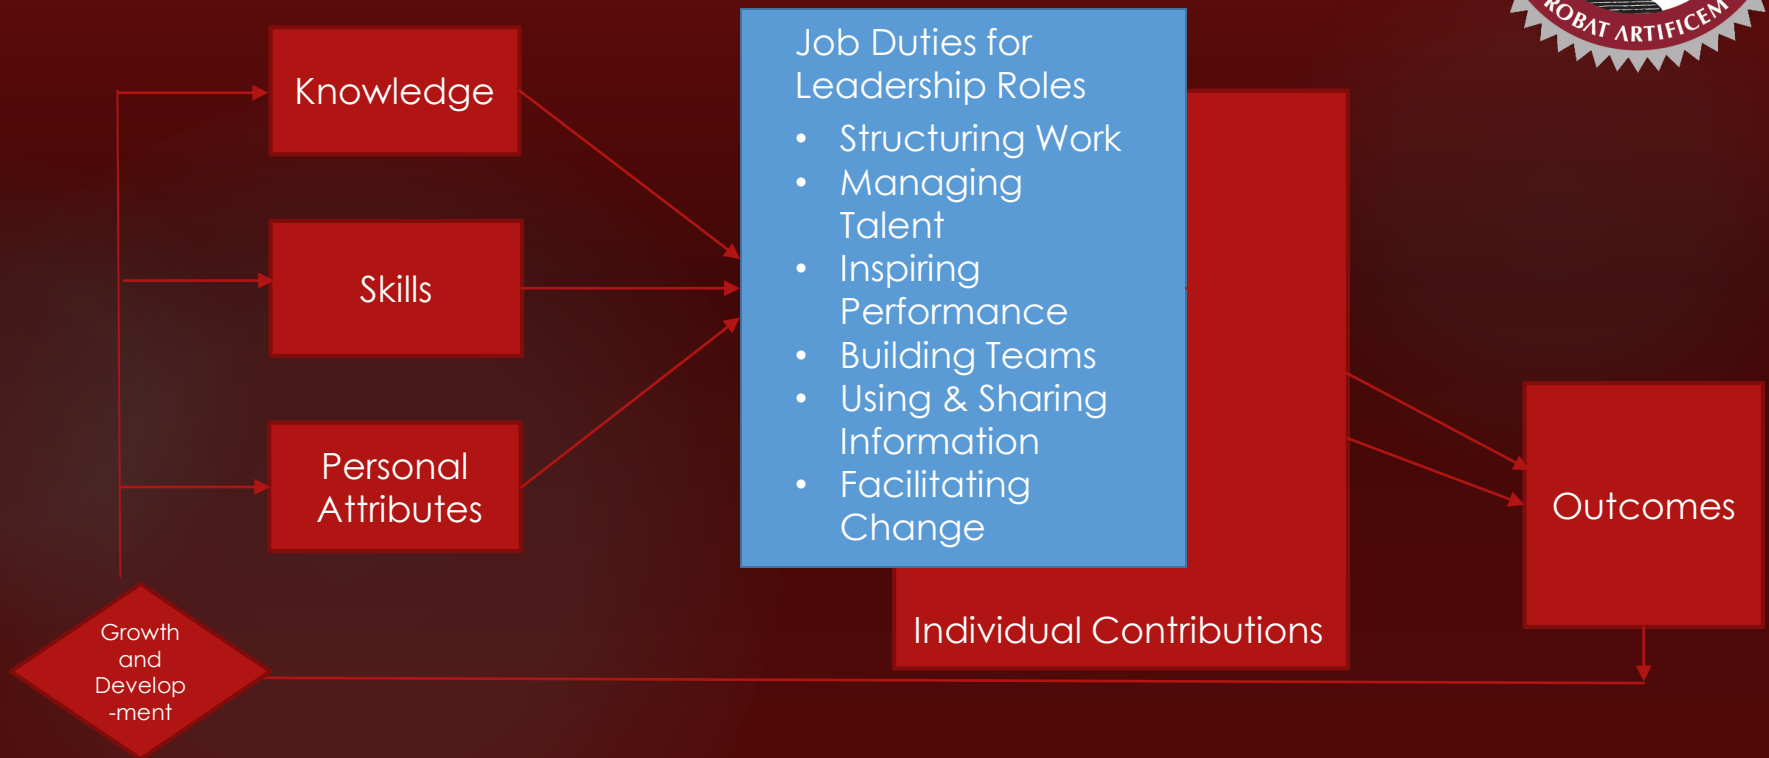 ROBAT ARTIFICEM
Job Duties for
Leadership Roles
Knowledge
• Structuring Work
• Managing
Talent
• Inspiring
Performance
Skills
• Building Teams
• Using & Sharing
Information
• Facilitating
Change
Personal
Attributes
Outcomes
Individual Contributions
Growth
and
Develop
-ment